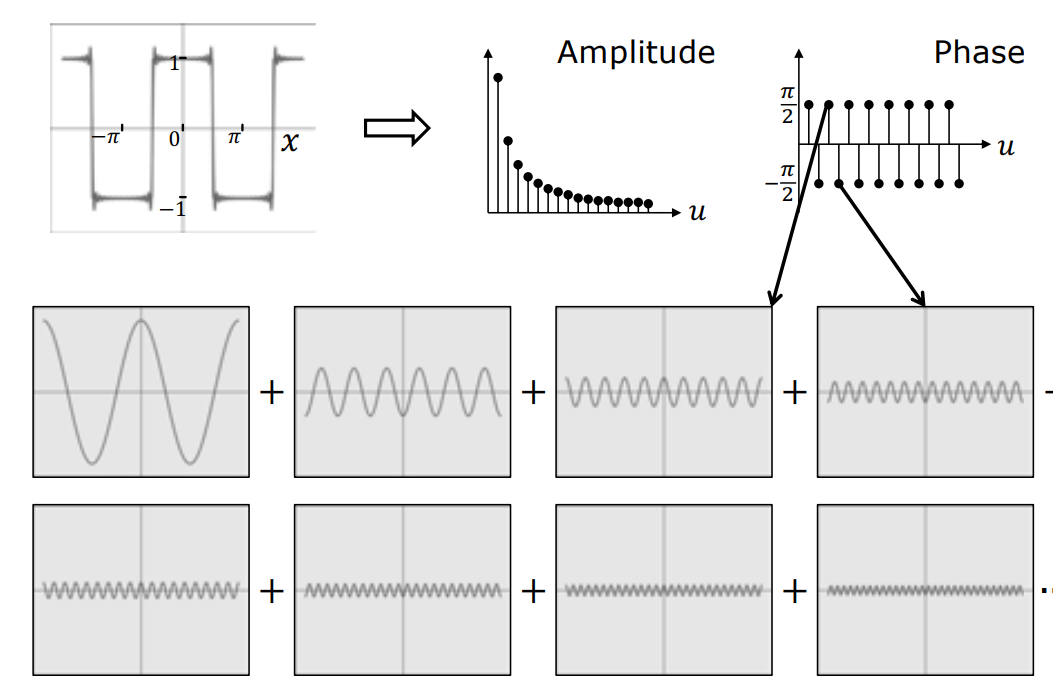 Amplitude
Phase
1
−π
0
π
x
−1
u
π/2
−π/2
u
+
+
+
+
+
+
...